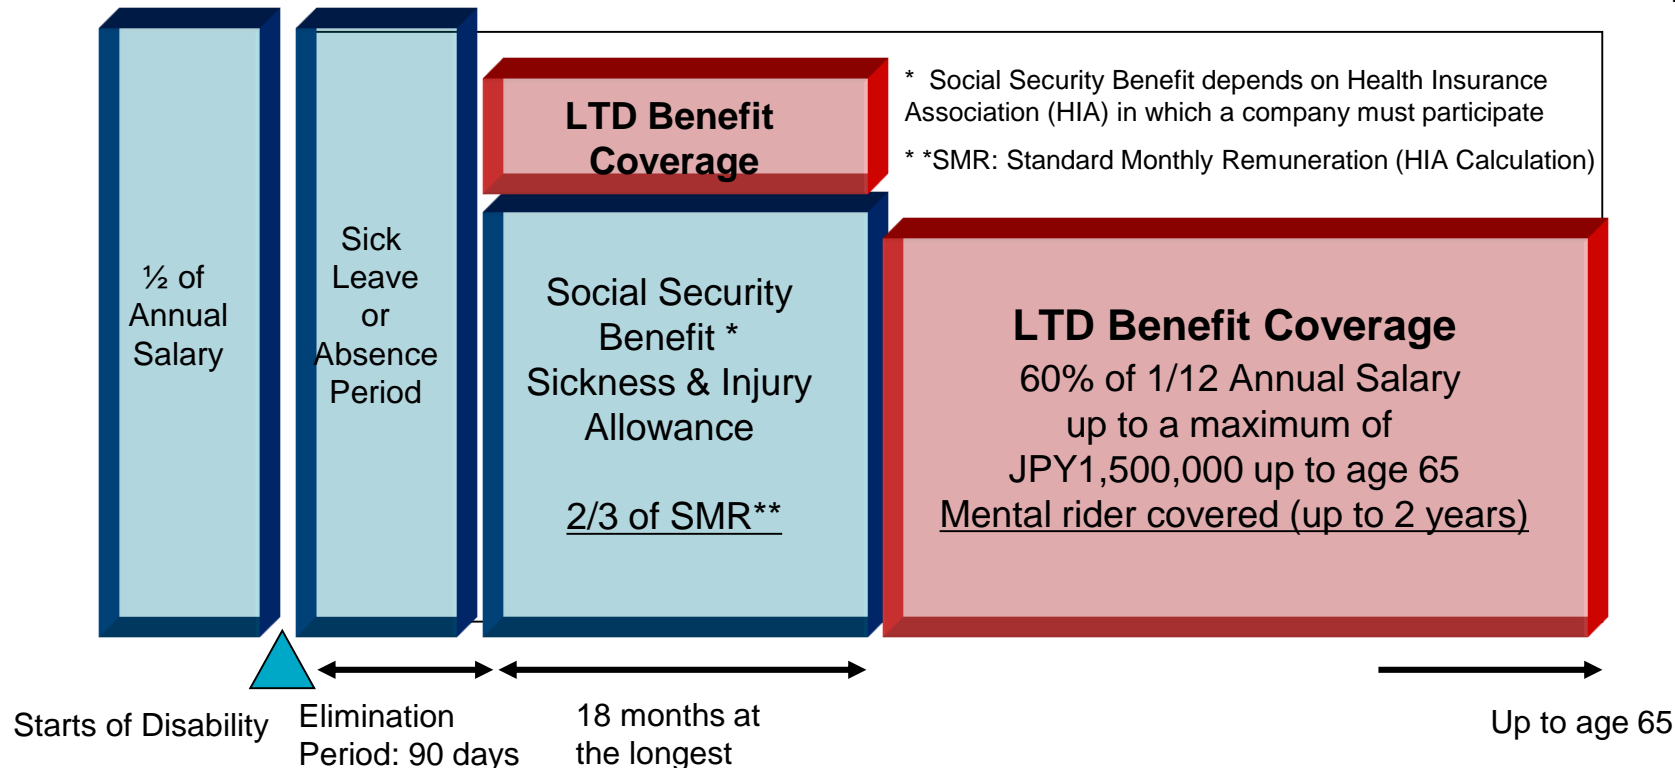 ½ of
Annual
Salary
Sick
Leave
or
Absence
Period
LTD Benefit
Coverage
Social Security
Benefit *
Sickness & Injury
Allowance
2/3 of SMR**
* Social Security Benefit depends on Health Insurance
Association (HIA) in which a company must participate
* *SMR: Standard Monthly Remuneration (HIA Calculation)
LTD Benefit Coverage
60% of 1/12 Annual Salary
up to a maximum of
JPY1,500,000 up to age 65
Mental rider covered (up to 2 years)
Starts of Disability
Elimination
Period: 90 days
18 months at
the longest
Up to age 65